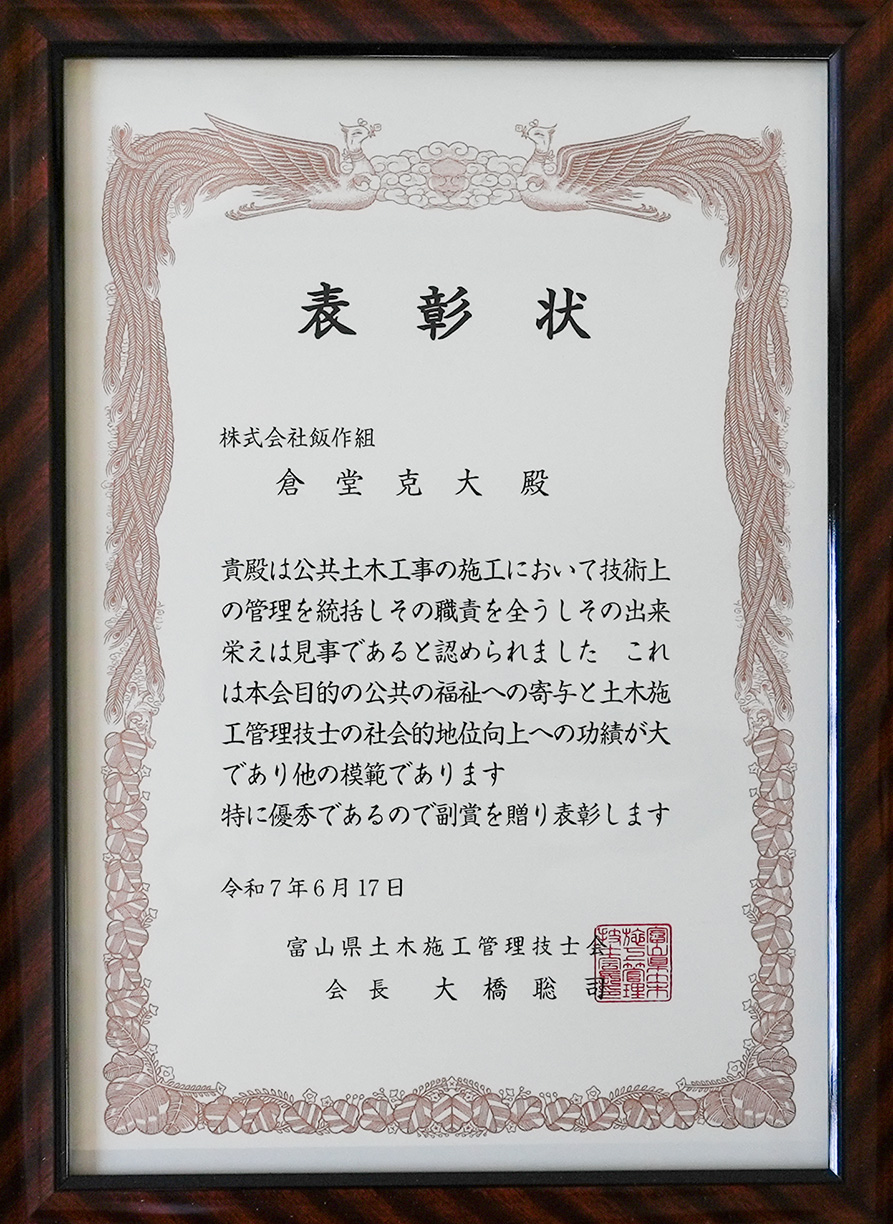 表彰状
株式会社飯作組
倉堂克大殿
貴殿は公共土木工事の施工において技術上
の管理を統括しその職責を全うしその出来
栄えは見事であると認められました　これ
は本会目的の公共の福祉への寄与と土木施
工管理技士の社会的地位向上への功績が大
であり他の模範であります
特に優秀であるので副賞を贈り表彰します
令和7年6月17日
富山県土木施工管理技士会
会長　大橋聡司